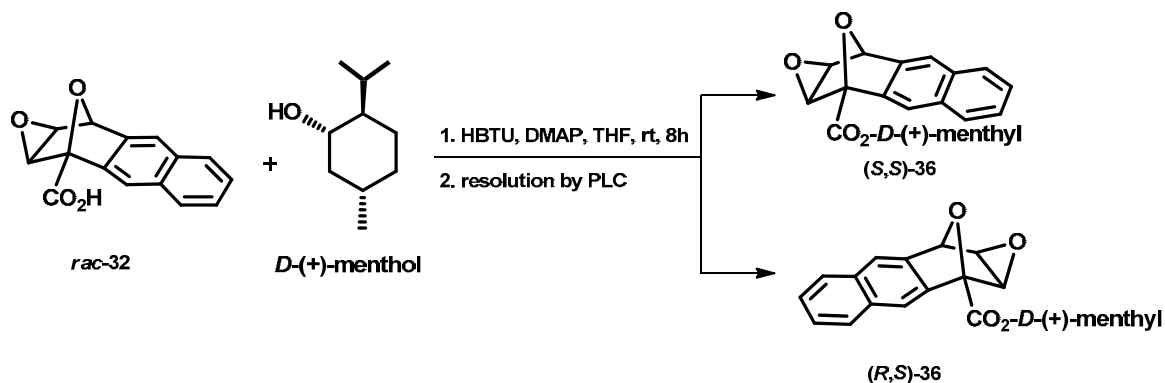 O
O
CO₂-D-(+)-menthyl
(S,S)-36
O
O
CO₂H
rac-32
+
HO
D-(+)-menthol
1. HBTU, DMAP, THF, rt, 8h
2. resolution by PLC
O
O
CO₂-D-(+)-menthyl
(R,S)-36